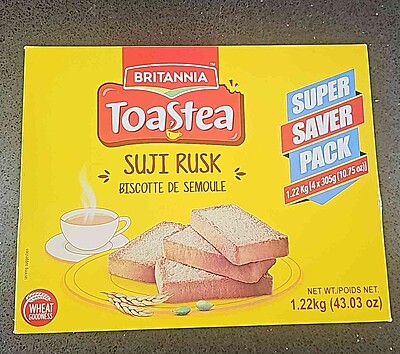 BRITANNIA
TM
Toastea
SUJI RUSK
BISCOTTE DE SEMOULE
SUPER
SAVER
PACK
1.22 Kg [4 x 305g (10.75 oz)]
WHEAT
GOODNESS
NET WT./POIDS NET.
1.22kg (43.03 oz)